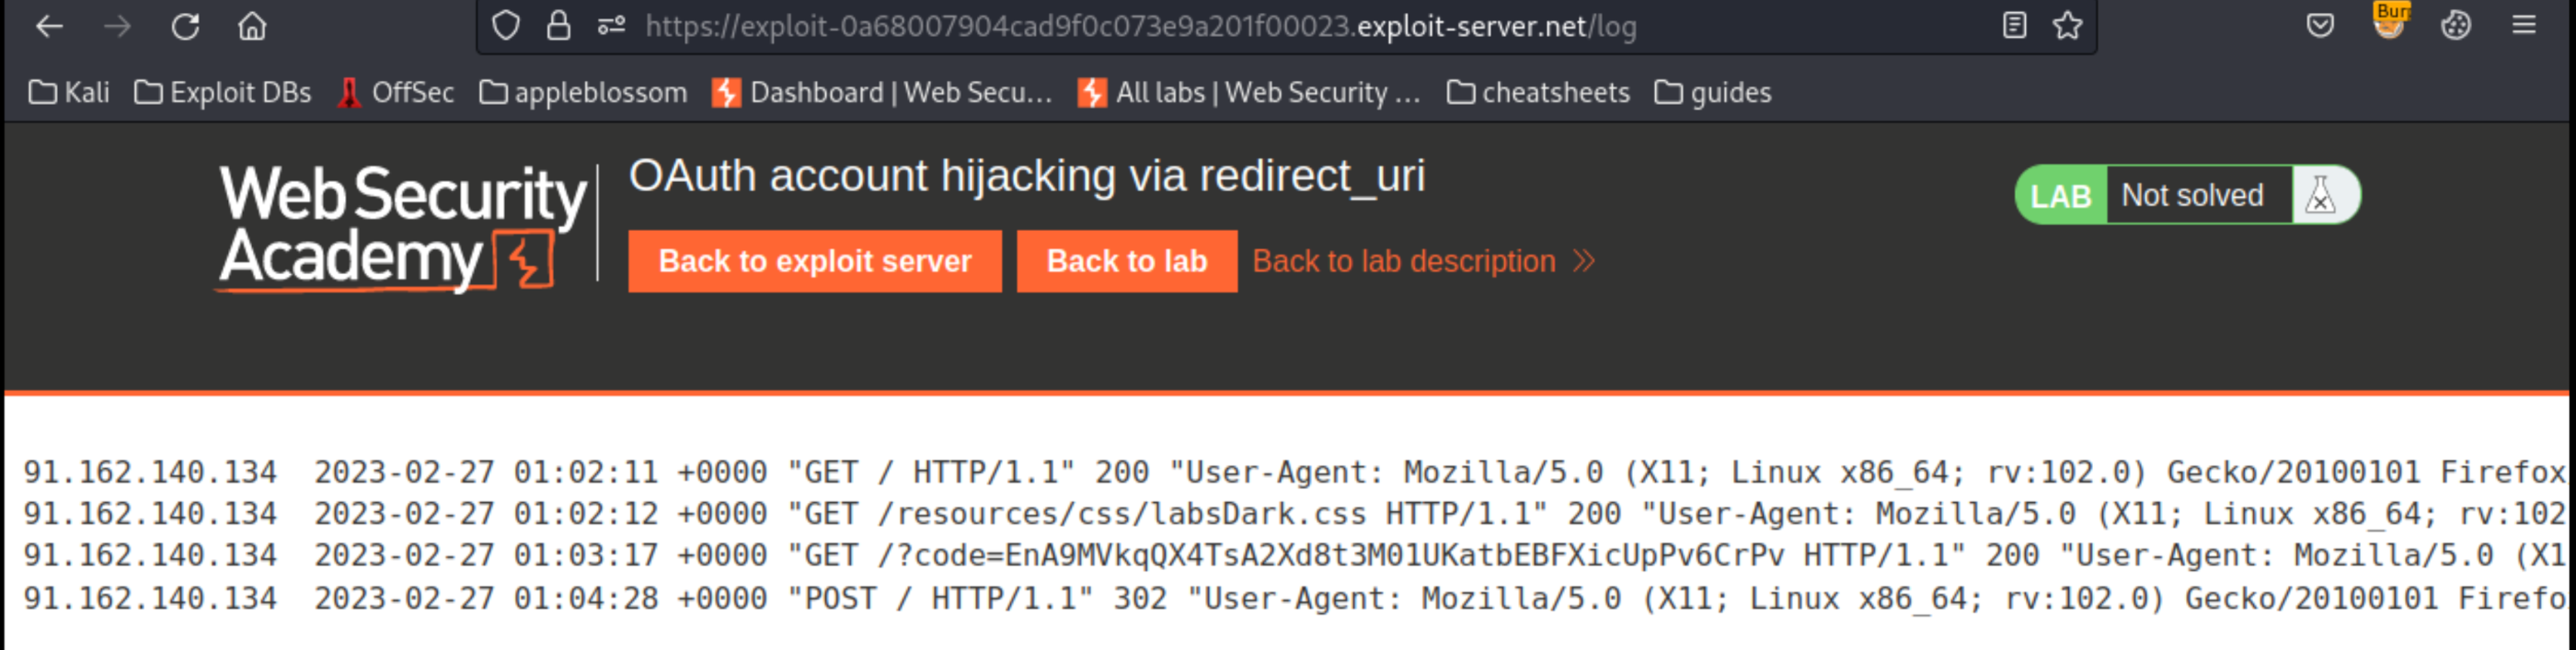 https://exploit-0a68007904cad9f0c073e9a201f00023.exploit-server.net/log
Bur
Kali Exploit DBs OffSec appleblossom Dashboard | Web Secu... All labs | Web Security ... cheatsheets guides
Web Security
Academy
OAuth account hijacking via redirect_uri
LAB Not solved
Back to exploit server Back to lab Back to lab description
91.162.140.134 2023-02-27 01:02:11 +0000 "GET / HTTP/1.1" 200 "User-Agent: Mozilla/5.0 (X11; Linux x86_64; rv:102.0) Gecko/20100101 Firefox
91.162.140.134 2023-02-27 01:02:12 +0000 "GET /resources/css/labsDark.css HTTP/1.1" 200 "User-Agent: Mozilla/5.0 (X11; Linux x86_64; rv:102
91.162.140.134 2023-02-27 01:03:17 +0000 "GET /?code=EnA9MVkqQX4TsA2Xd8t3M01UKatbEBFXicUpPv6CrPv HTTP/1.1" 200 "User-Agent: Mozilla/5.0 (X1
91.162.140.134 2023-02-27 01:04:28 +0000 "POST / HTTP/1.1" 302 "User-Agent: Mozilla/5.0 (X11; Linux x86_64; rv:102.0) Gecko/20100101 Firefo